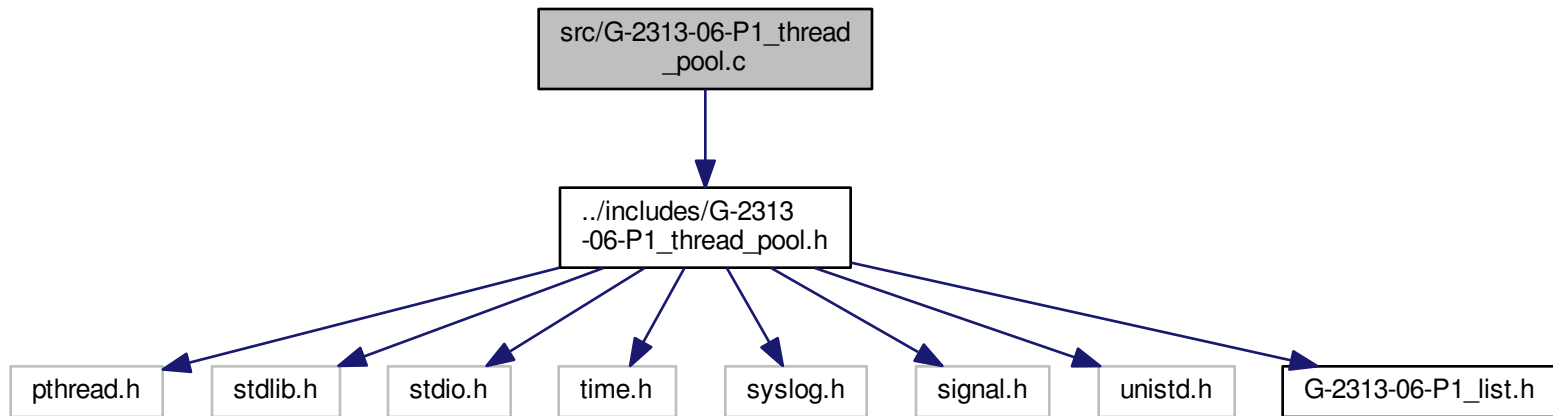 src/G-2313-06-P1_thread
_pool.c
../includes/G-2313
-06-P1_thread_pool.h
pthread.h
stdlib.h
stdio.h
time.h
syslog.h
signal.h
unistd.h
G-2313-06-P1_list.h